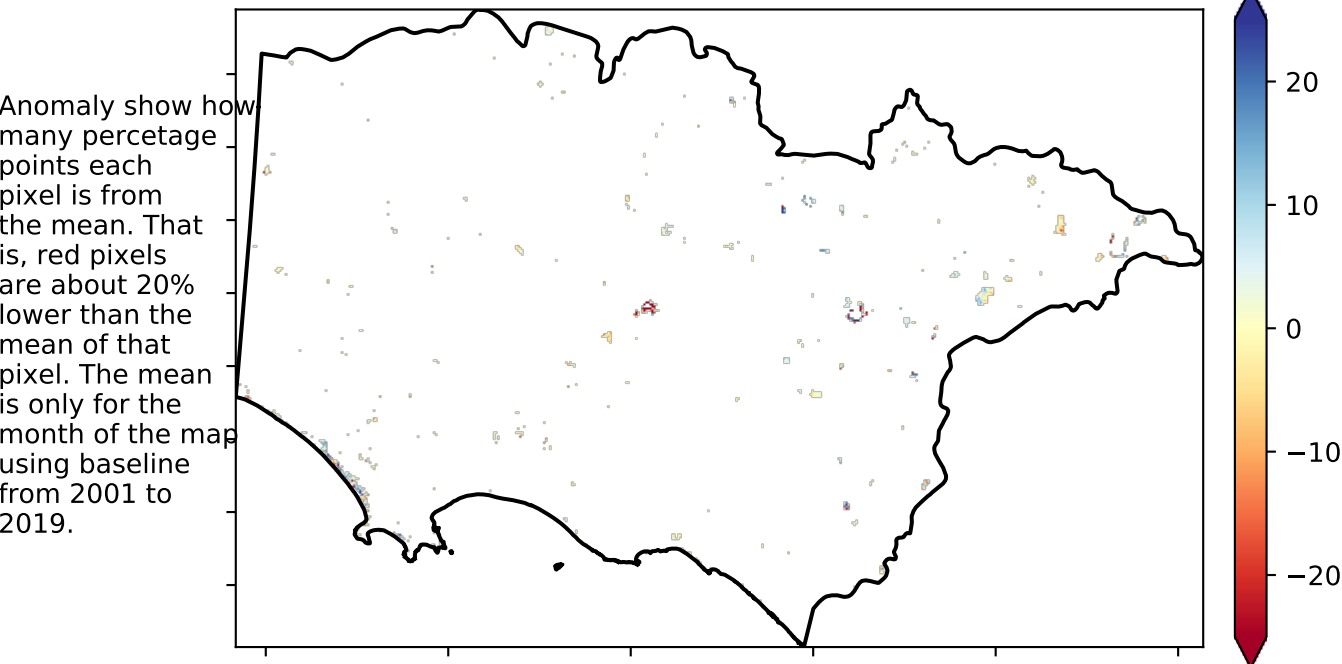 Anomaly show how
many percetage
points each
pixel is from
the mean. That
is, red pixels
are about 20%
lower than the
mean of that
pixel. The mean
is only for the
month of the map
using baseline
from 2001 to
2019.
20
10
0
−10
−20